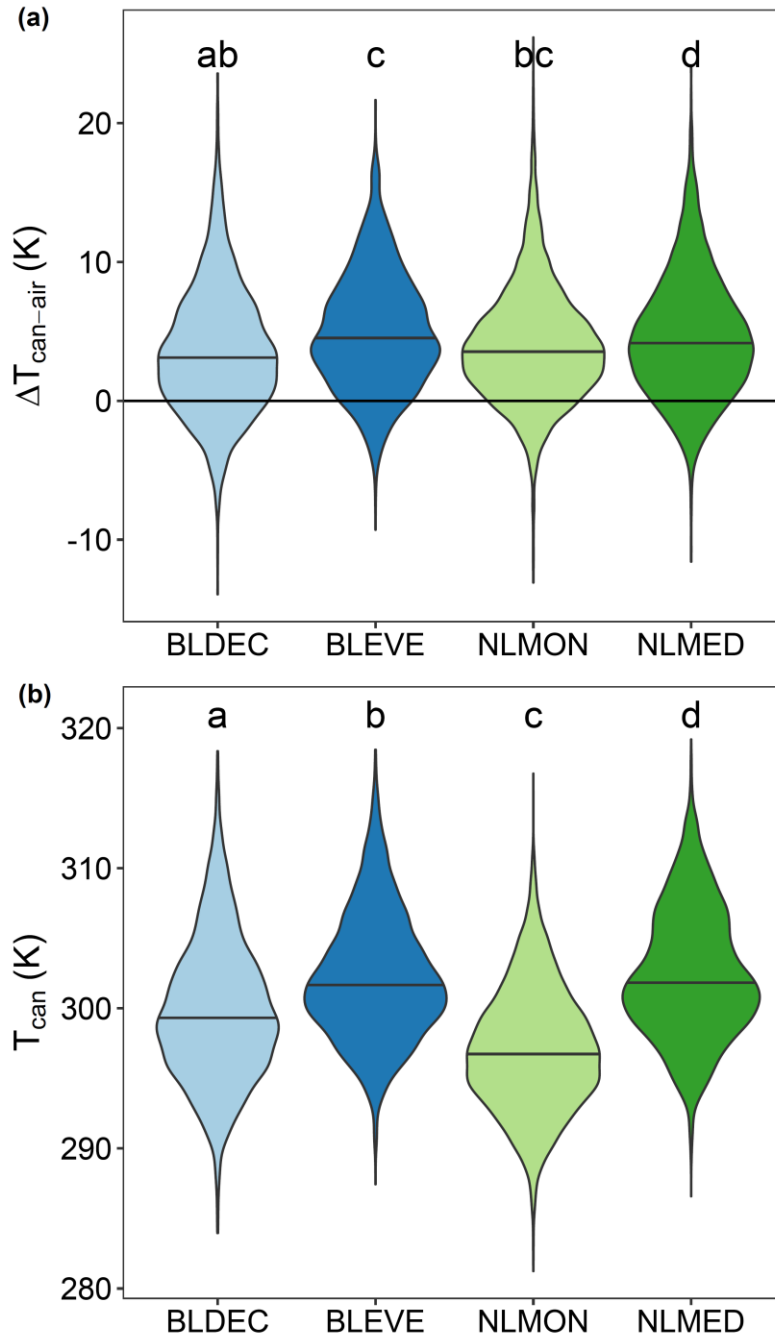 (a)
ab c bc d
20
10
0
-10
ΔTcan−air (K)
BLDEC BLEVE NLMON NLMED
(b)
a b c d
320
310
300
290
280
Tcan (K)
BLDEC BLEVE NLMON NLMED